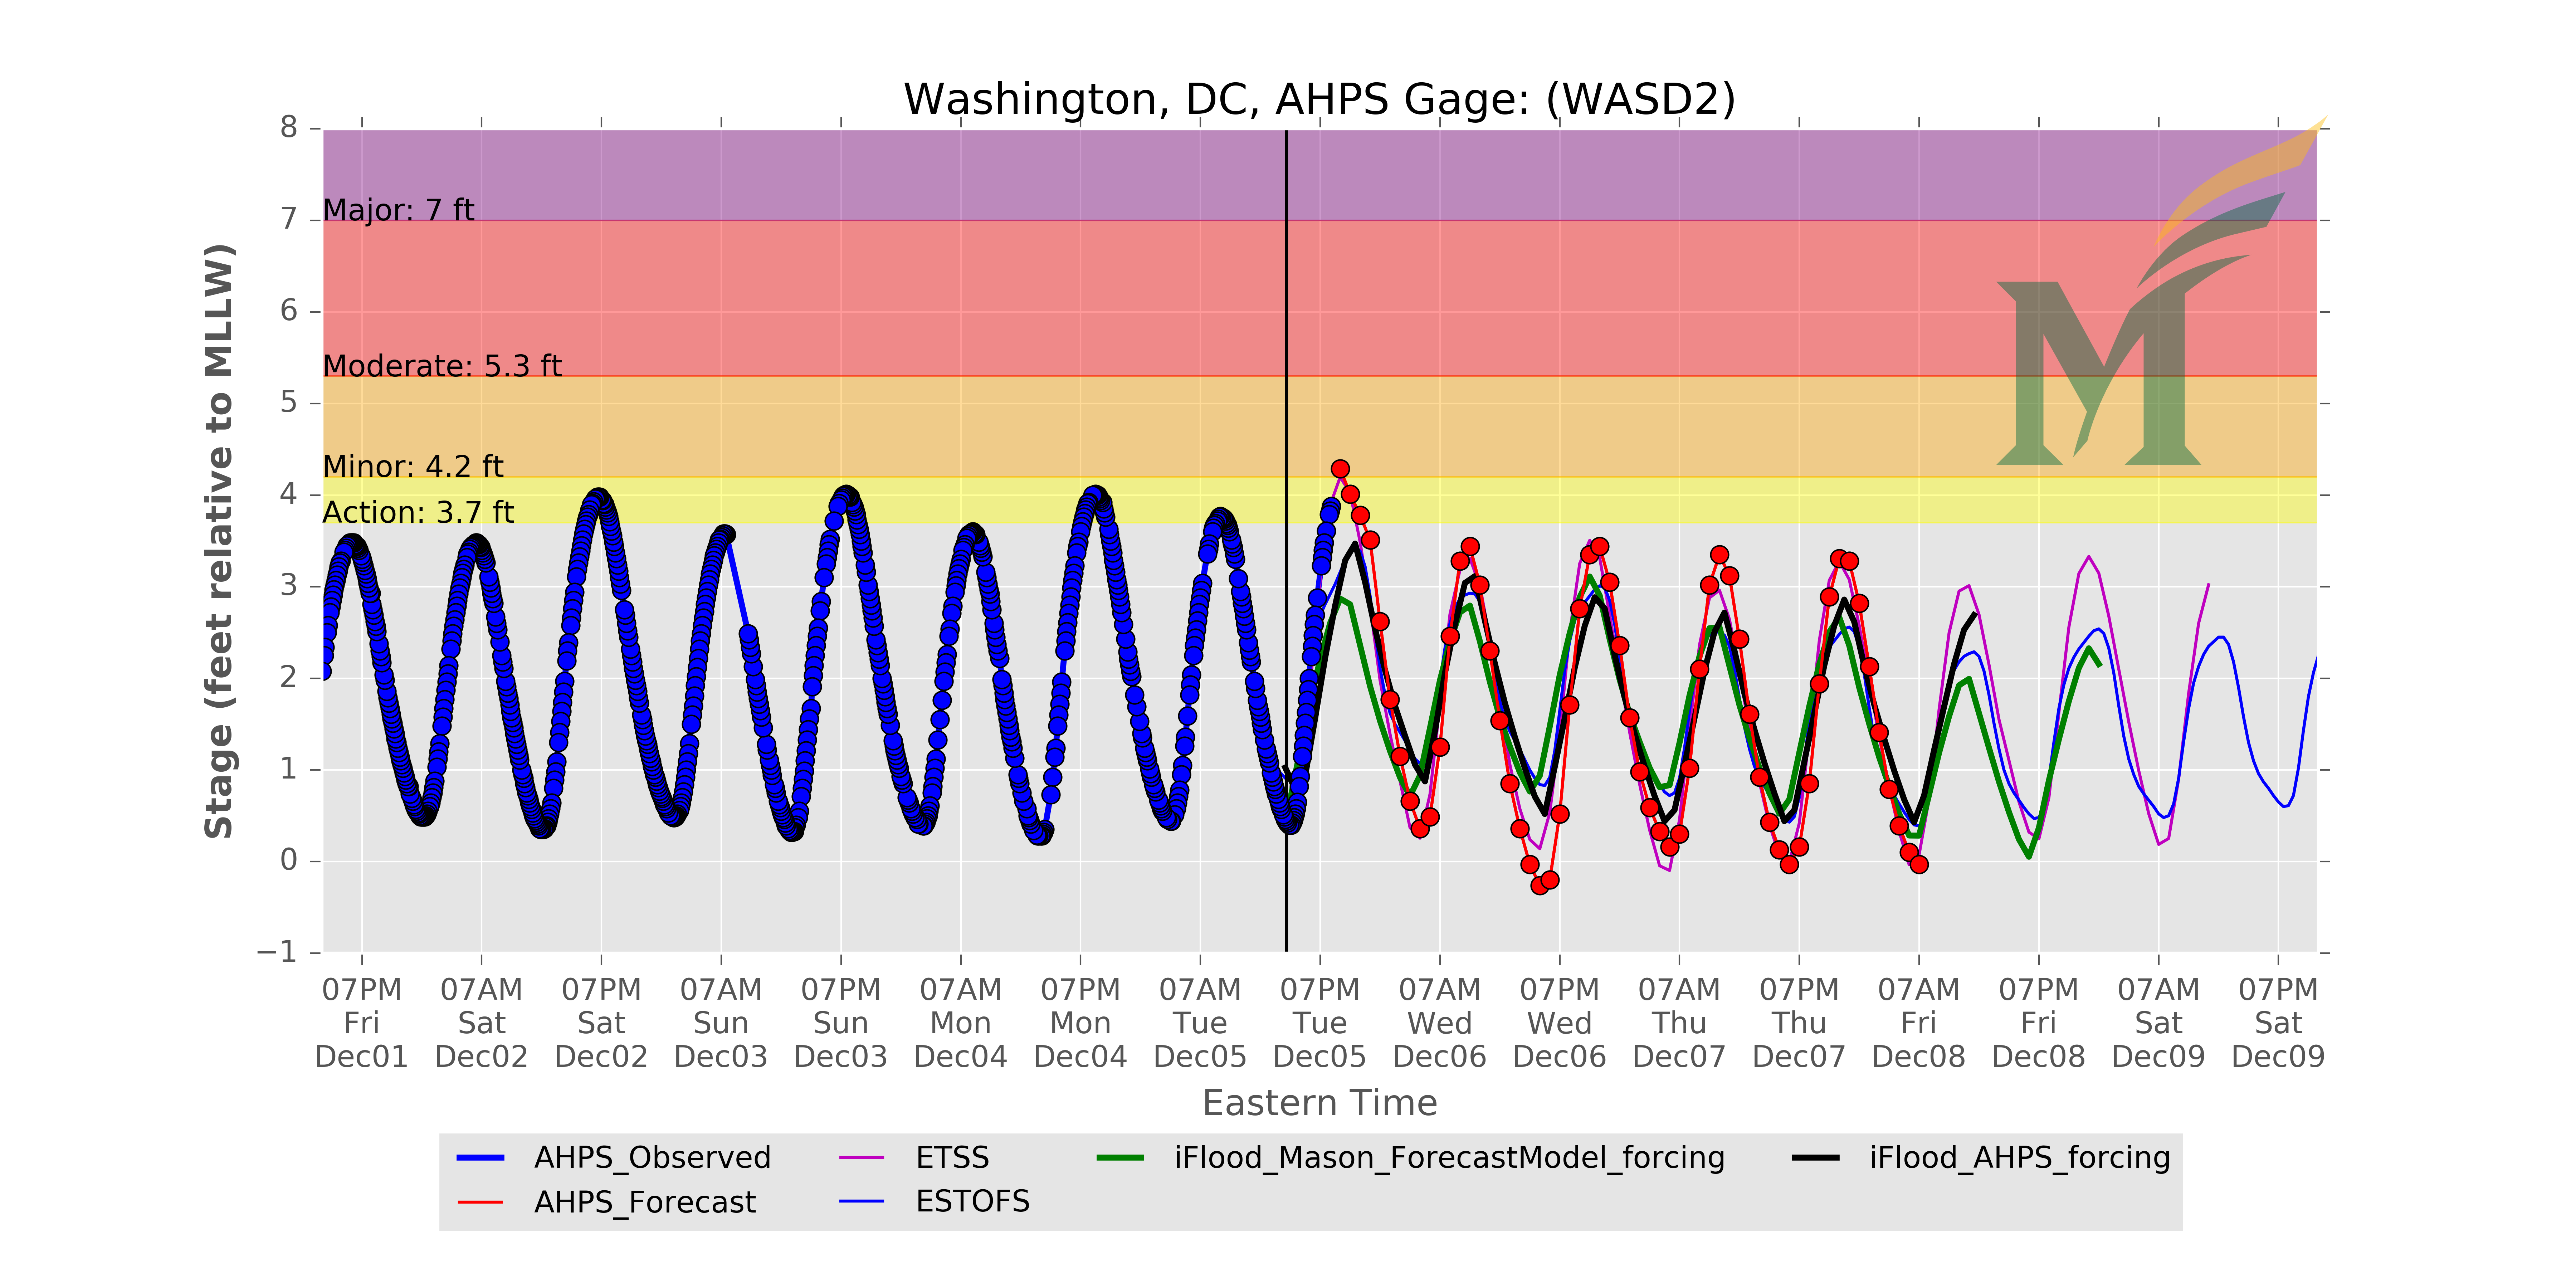 Washington, DC, AHPS Gage: (WASD2)
Stage (feet relative to MLLW)
8
7
6
5
4
3
2
1
0
−1
Major: 7 ft
Moderate: 5.3 ft
Minor: 4.2 ft
Action: 3.7 ft
M
07PM 07AM 07PM 07AM 07PM 07AM 07PM 07AM 07PM 07AM 07PM 07AM 07PM 07AM 07PM 07AM 07PM
Fri Sat Sat Sun Sun Mon Mon Tue Tue Wed Wed Thu Thu Fri Fri Sat Sat
Dec01 Dec02 Dec02 Dec03 Dec03 Dec04 Dec04 Dec05 Dec05 Dec06 Dec06 Dec07 Dec07 Dec08 Dec08 Dec09 Dec09
Eastern Time
AHPS_Observed ETSS iFlood_Mason_ForecastModel_forcing iFlood_AHPS_forcing
AHPS_Forecast ESTOFS